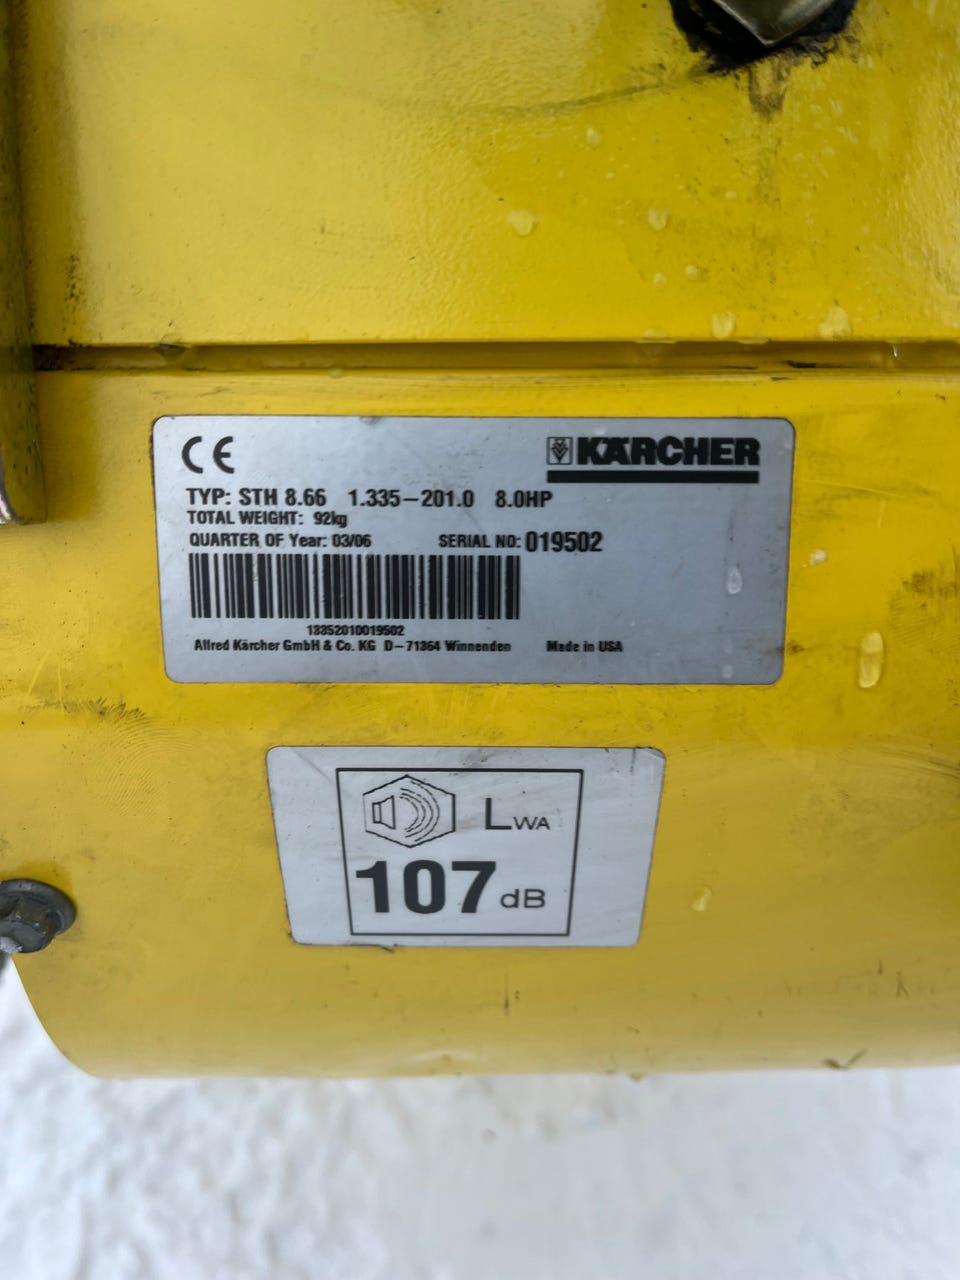 CE
KÄRCHER
TYP: STH 8.66 1.335-201.0 8.0HP
TOTAL WEIGHT: 92kg
QUARTER OF Year: 03/06 SERIAL NO: 019502
13352010019502
Alfred Kärcher GmbH & Co. KG D-71364 Winnenden Made in USA
LWA
107 dB